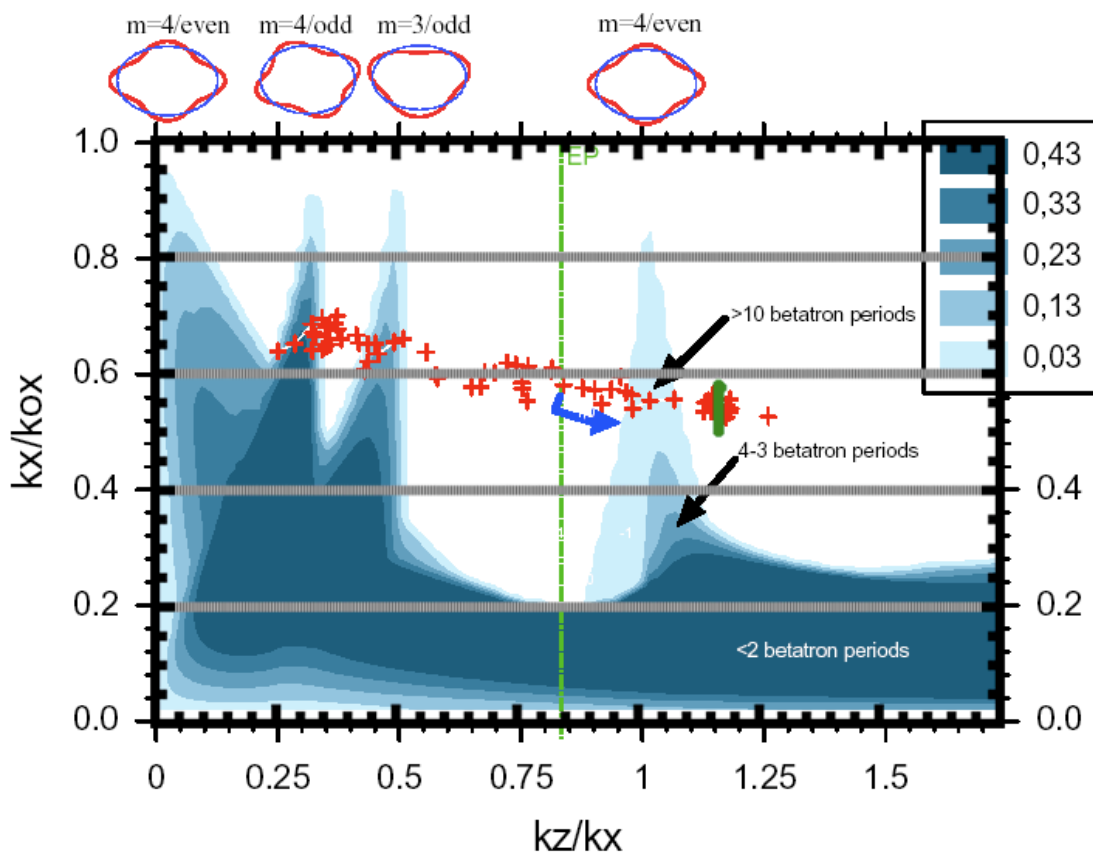 m=4/even m=4/odd m=3/odd m=4/even
EP
1.0
0.8
0.6
0.4
0.2
0.0
kx/kox
0,43
0,33
0,23
0,13
0,03
>10 betatron periods
4-3 betatron periods
<2 betatron periods
0.4
0.2
0.0
0 0.25 0.5 0.75 1 1.25 1.5
kz/kx